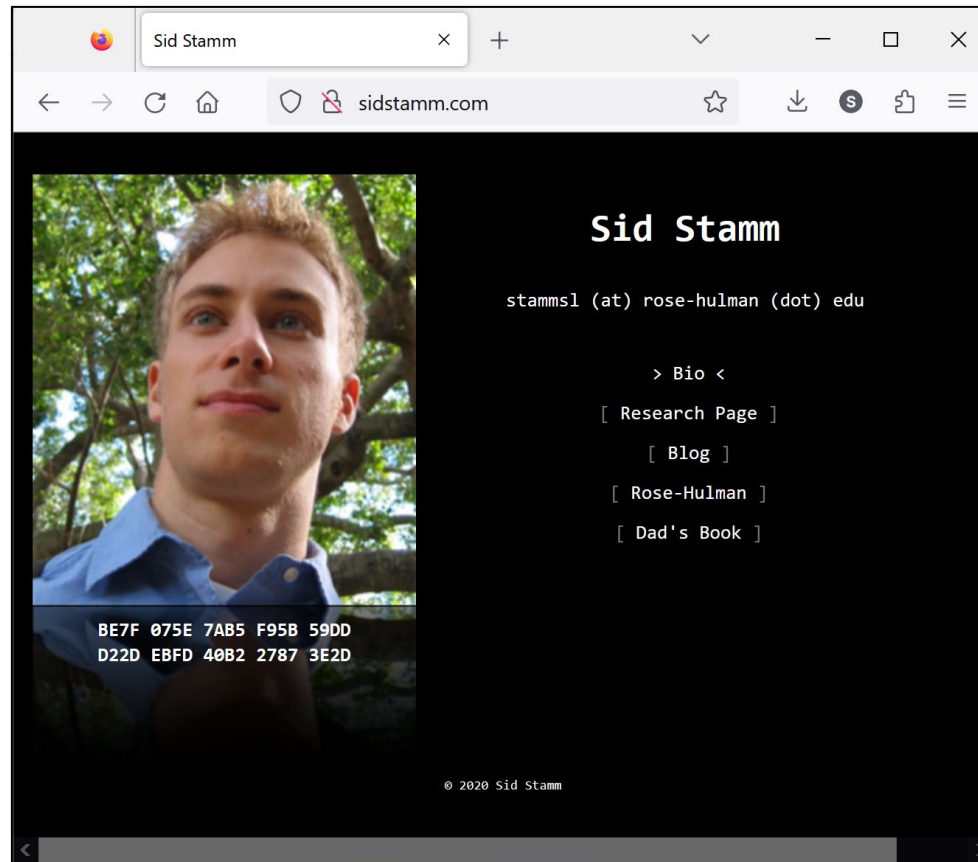 Sid Stamm
sidstamm.com
S
Sid Stamm
stammsl (at) rose-hulman (dot) edu
> Bio <
[ Research Page ]
[ Blog ]
[ Rose-Hulman ]
[ Dad's Book ]
BE7F 075E 7AB5 F95B 59DD
D22D EBFD 40B2 2787 3E2D
© 2020 Sid Stamm